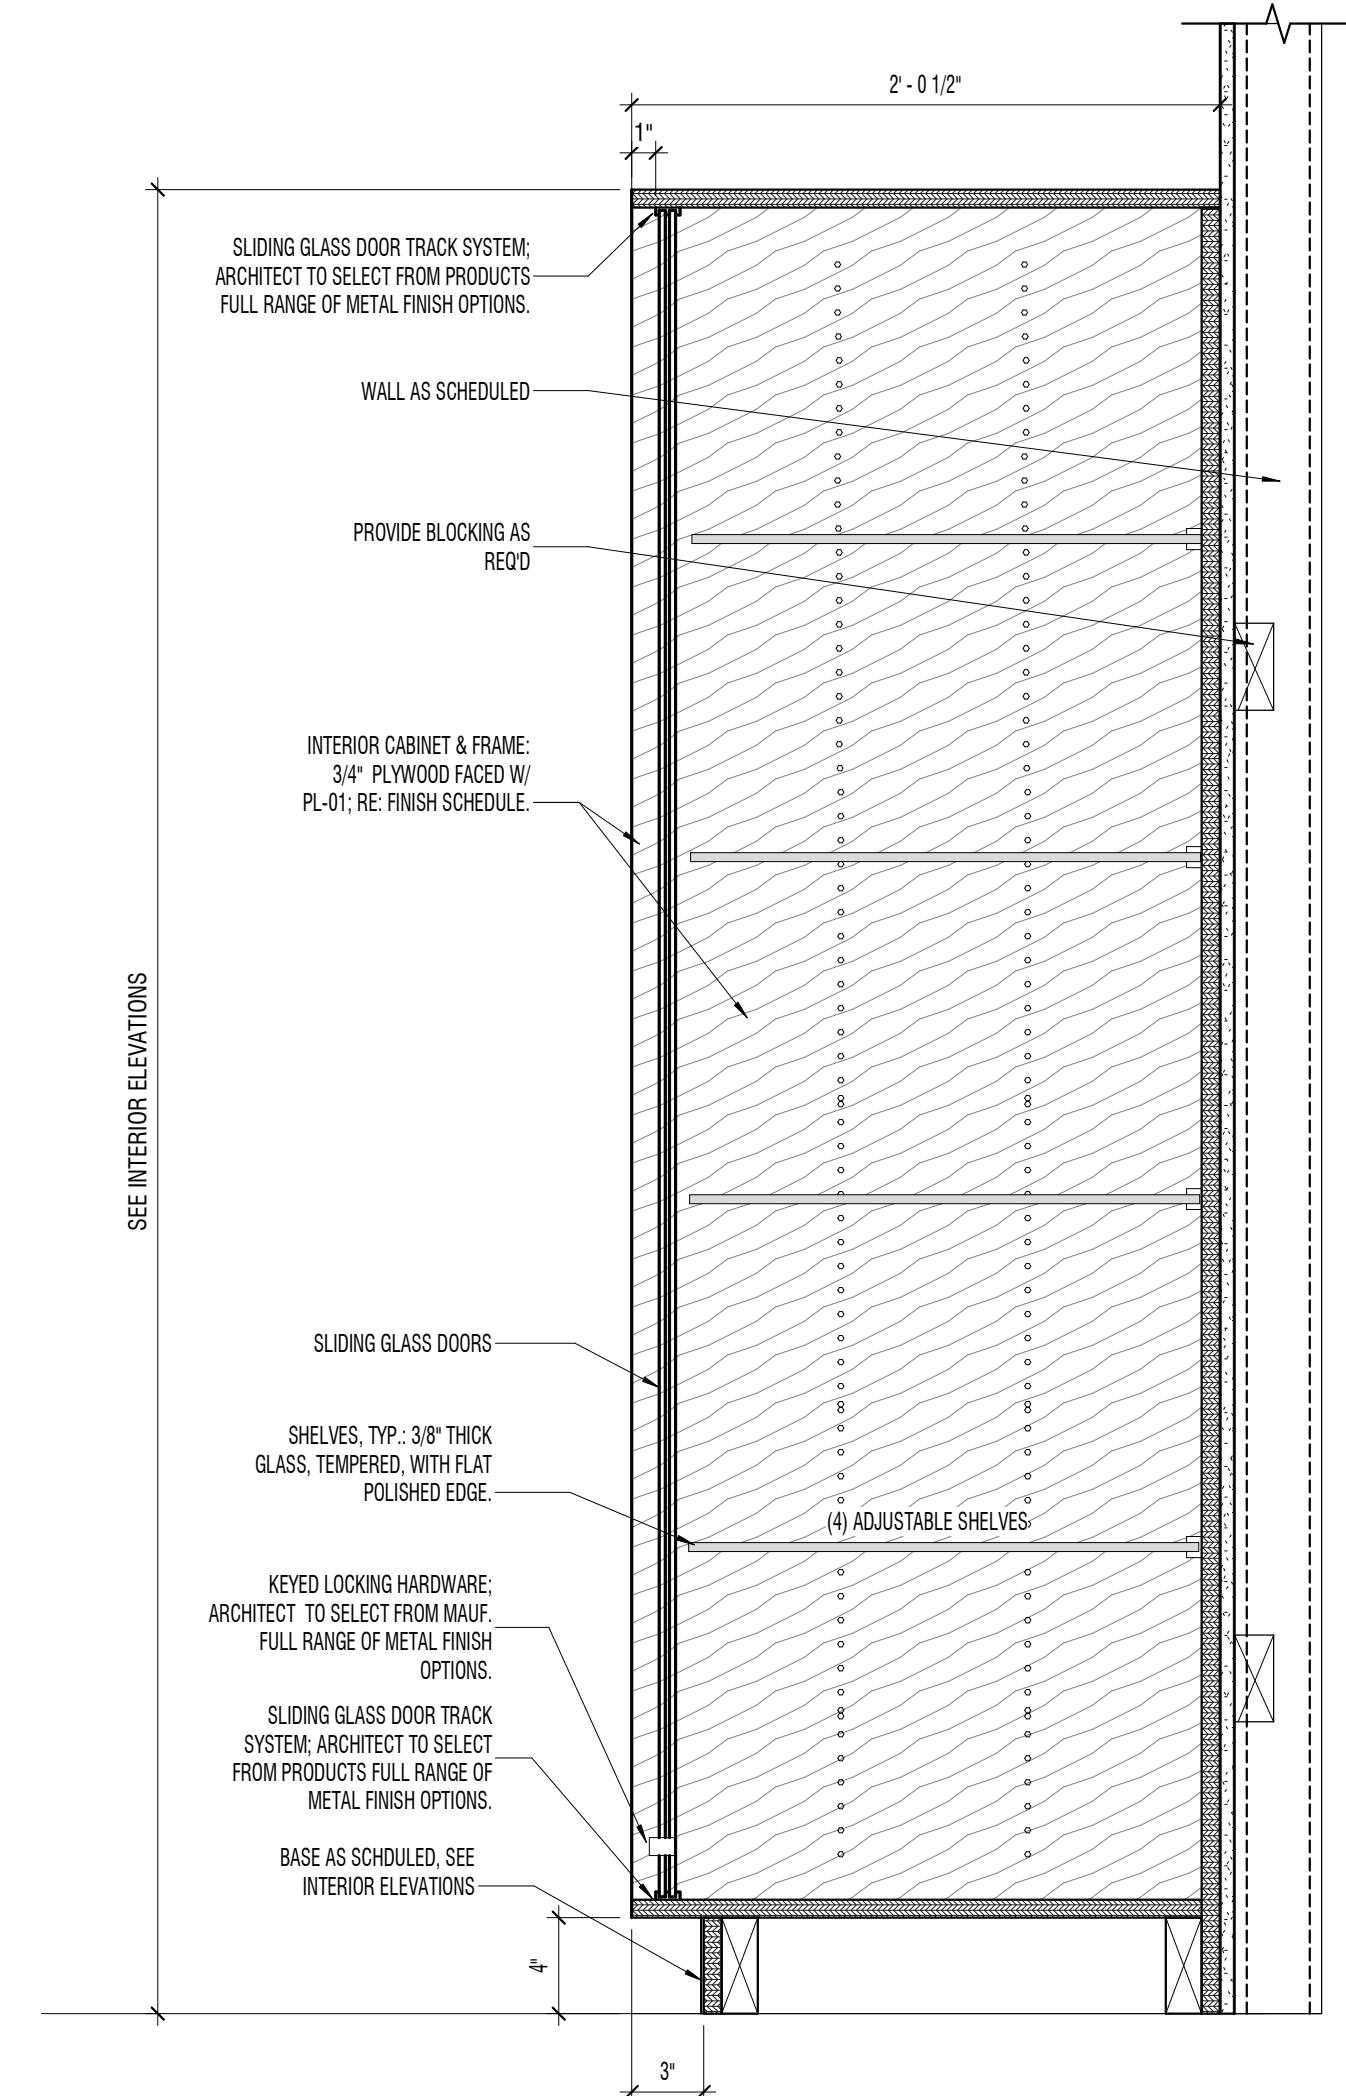 2' - 0 1/2"
1"
SLIDING GLASS DOOR TRACK SYSTEM;
ARCHITECT TO SELECT FROM PRODUCTS
FULL RANGE OF METAL FINISH OPTIONS.
WALL AS SCHEDULED
PROVIDE BLOCKING AS
REQ'D
INTERIOR CABINET & FRAME:
3/4" PLYWOOD FACED W/
PL-01; RE: FINISH SCHEDULE.
SEE INTERIOR ELEVATIONS
SLIDING GLASS DOORS
SHELVES, TYP.: 3/8" THICK
GLASS, TEMPERED, WITH FLAT
POLISHED EDGE.
(4) ADJUSTABLE SHELVES
KEYED LOCKING HARDWARE;
ARCHITECT TO SELECT FROM MAUF.
FULL RANGE OF METAL FINISH
OPTIONS.
SLIDING GLASS DOOR TRACK
SYSTEM; ARCHITECT TO SELECT
FROM PRODUCTS FULL RANGE OF
METAL FINISH OPTIONS.
BASE AS SCHDULED, SEE
INTERIOR ELEVATIONS
4"
3"